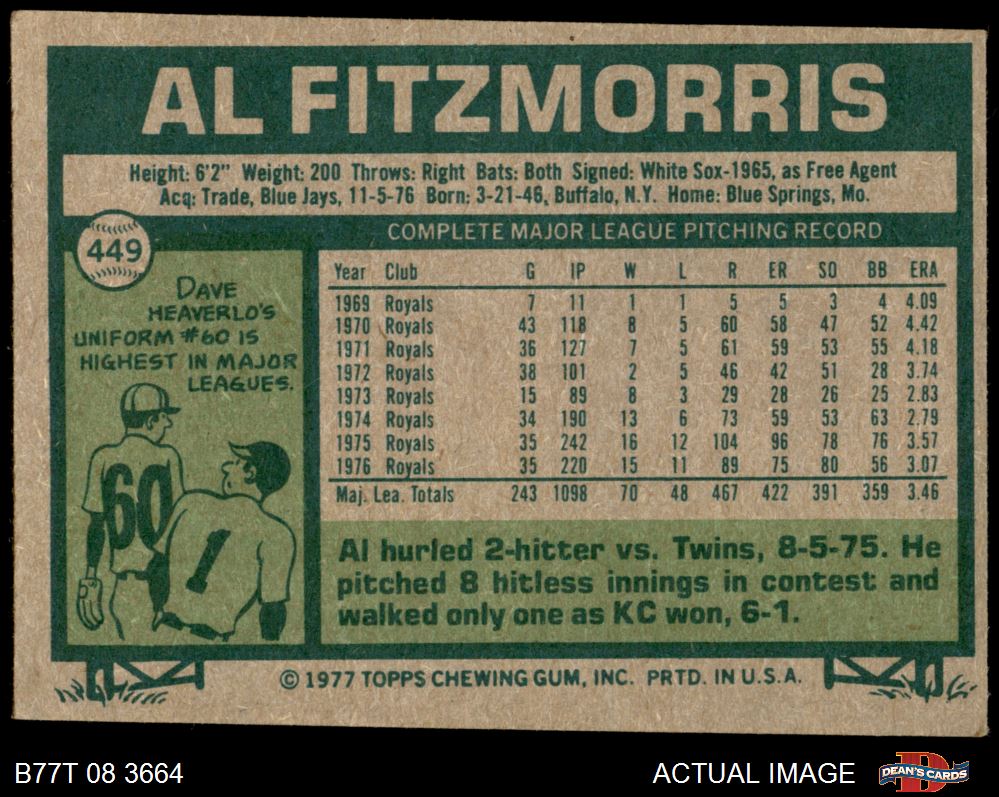 AL FITZMORRIS
Height: 6'2" Weight: 200 Throws: Right Bats: Both Signed: White Sox-1965, as Free Agent
Acq: Trade, Blue Jays, 11-5-76 Born: 3-21-46, Buffalo, N.Y. Home: Blue Springs, Mo.
449
DAVE
HEAVERLO'S
UNIFORM #60 IS
HIGHEST IN MAJOR
LEAGUES.
60
1
COMPLETE MAJOR LEAGUE PITCHING RECORD
Year Club G IP W L R ER SO BB ERA
1969 Royals 7 11 1 1 5 5 3 4 4.09
1970 Royals 43 118 8 5 60 58 47 52 4.42
1971 Royals 36 127 7 5 61 59 53 55 4.18
1972 Royals 38 101 2 5 46 42 51 28 3.74
1973 Royals 15 89 8 3 29 28 26 25 2.83
1974 Royals 34 190 13 6 73 59 53 63 2.79
1975 Royals 35 242 16 12 104 96 78 76 3.57
1976 Royals 35 220 15 11 89 75 80 56 3.07
Maj. Lea. Totals 243 1098 70 48 467 422 391 359 3.46
Al hurled 2-hitter vs. Twins, 8-5-75. He
pitched 8 hitless innings in contest and
walked only one as KC won, 6-1.
© 1977 TOPPS CHEWING GUM, INC. PRTD. IN U.S.A.
B77T 08 3664
ACTUAL IMAGE
D
DEAN'S CARDS